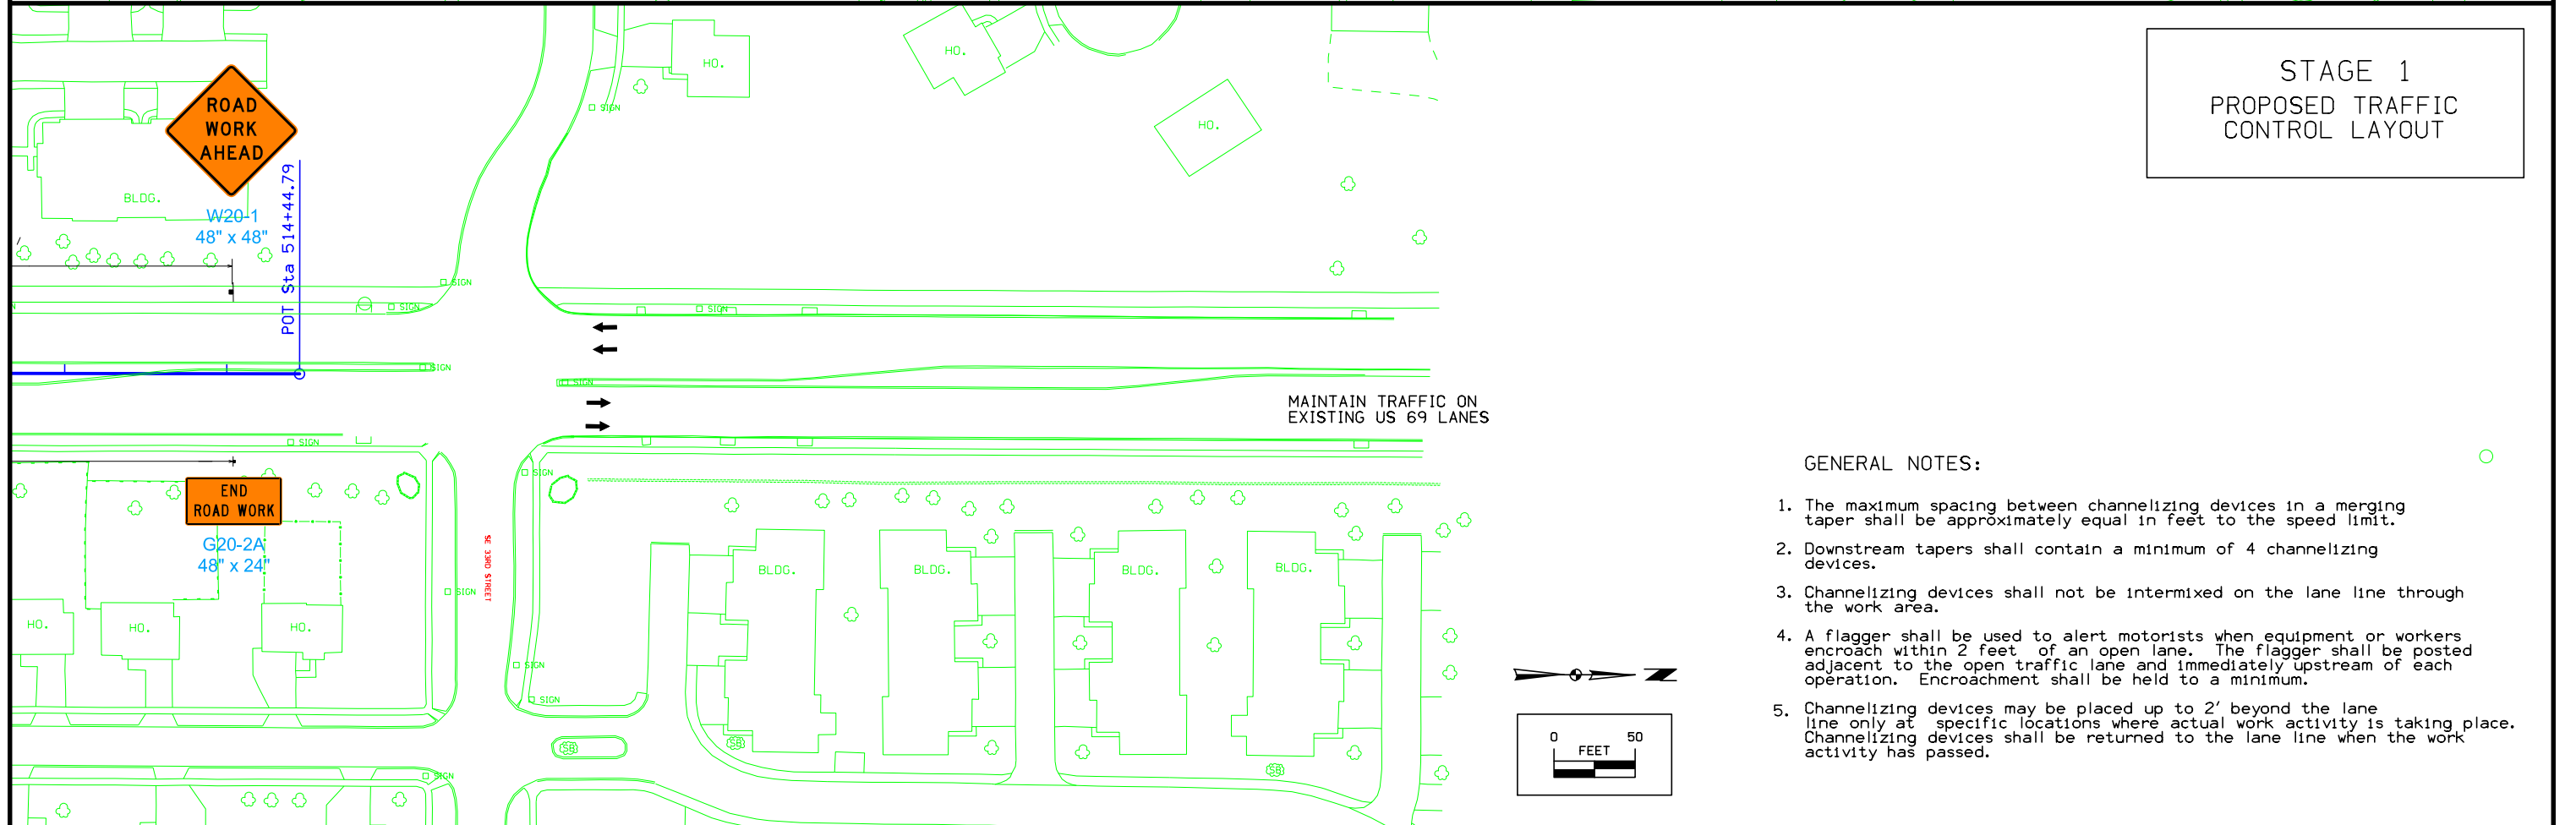 STAGE 1
PROPOSED TRAFFIC
CONTROL LAYOUT
HO.
HO.
HO.
SIGN
ROAD
WORK
AHEAD
BLDG.
W20-1
48" x 48"
POT Sta 514+44.79
SIGN
SIGN
SIGN
SIGN
SIGN
MAINTAIN TRAFFIC ON
EXISTING US 69 LANES
SIGN
SIGN
END
ROAD WORK
G20-2A
48" x 24"
SE 33RD STREET
SIGN
BLDG.
BLDG.
BLDG.
BLDG.
HO.
HO.
HO.
SIGN
SIGN
SB
SB
SB
SIGN
GENERAL NOTES:
1. The maximum spacing between channelizing devices in a merging
taper shall be approximately equal in feet to the speed limit.
2. Downstream tapers shall contain a minimum of 4 channelizing
devices.
3. Channelizing devices shall not be intermixed on the lane line through
the work area.
4. A flagger shall be used to alert motorists when equipment or workers
encroach within 2 feet of an open lane. The flagger shall be posted
adjacent to the open traffic lane and immediately upstream of each
operation. Encroachment shall be held to a minimum.
5. Channelizing devices may be placed up to 2' beyond the lane
line only at specific locations where actual work activity is taking place.
Channelizing devices shall be returned to the lane line when the work
activity has passed.
Z
0 50
FEET